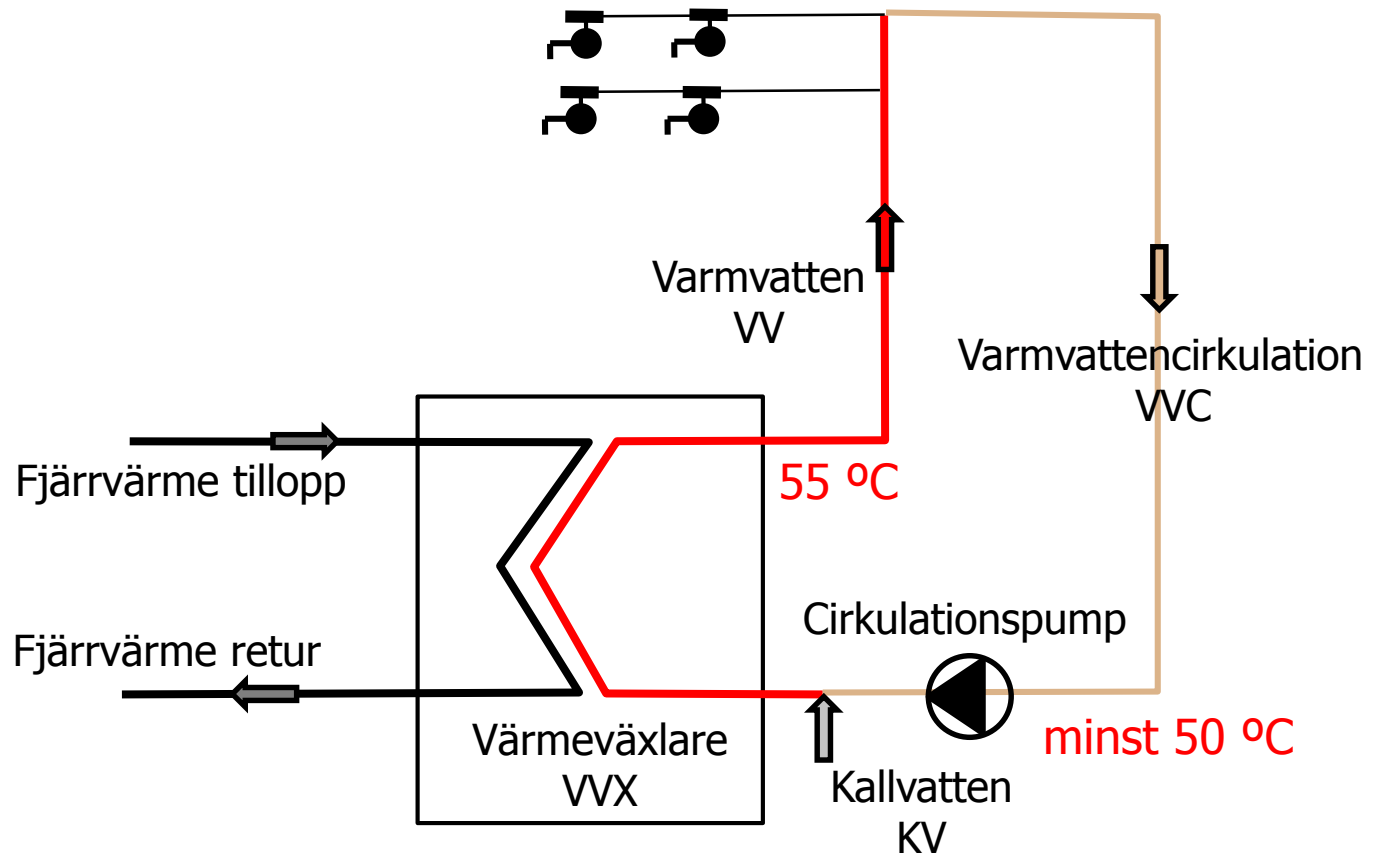 Varmvatten
VV
Varmvattencirkulation
VVC
Fjärrvärme tillopp
55 ºC
Cirkulationspump
Fjärrvärme retur
minst 50 ºC
Värmeväxlare
VVX
Kallvatten
KV